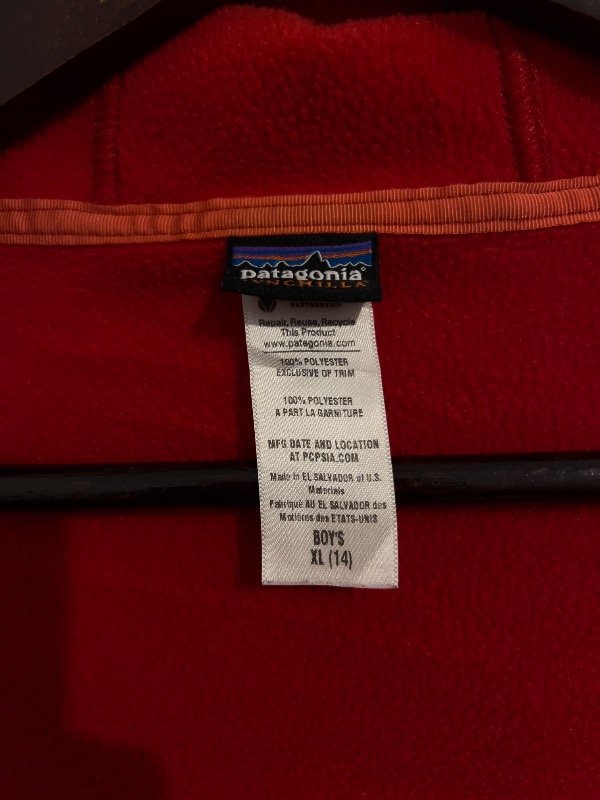 patagonia®
SYNCHILLA
PARTNERSHIP
Repair, Reuse, Recycle
This Product
www.patagonia.com
100% POLYESTER
EXCLUSIVE OF TRIM
100% POLYESTER
A PART LA GARNITURE
MFG DATE AND LOCATION
AT PCPSIA.COM
Made in EL SALVADOR of U.S.
Materials
Fabriqué AU EL SALVADOR des
Matières des ETATS-UNIS
BOY'S
XL (14)